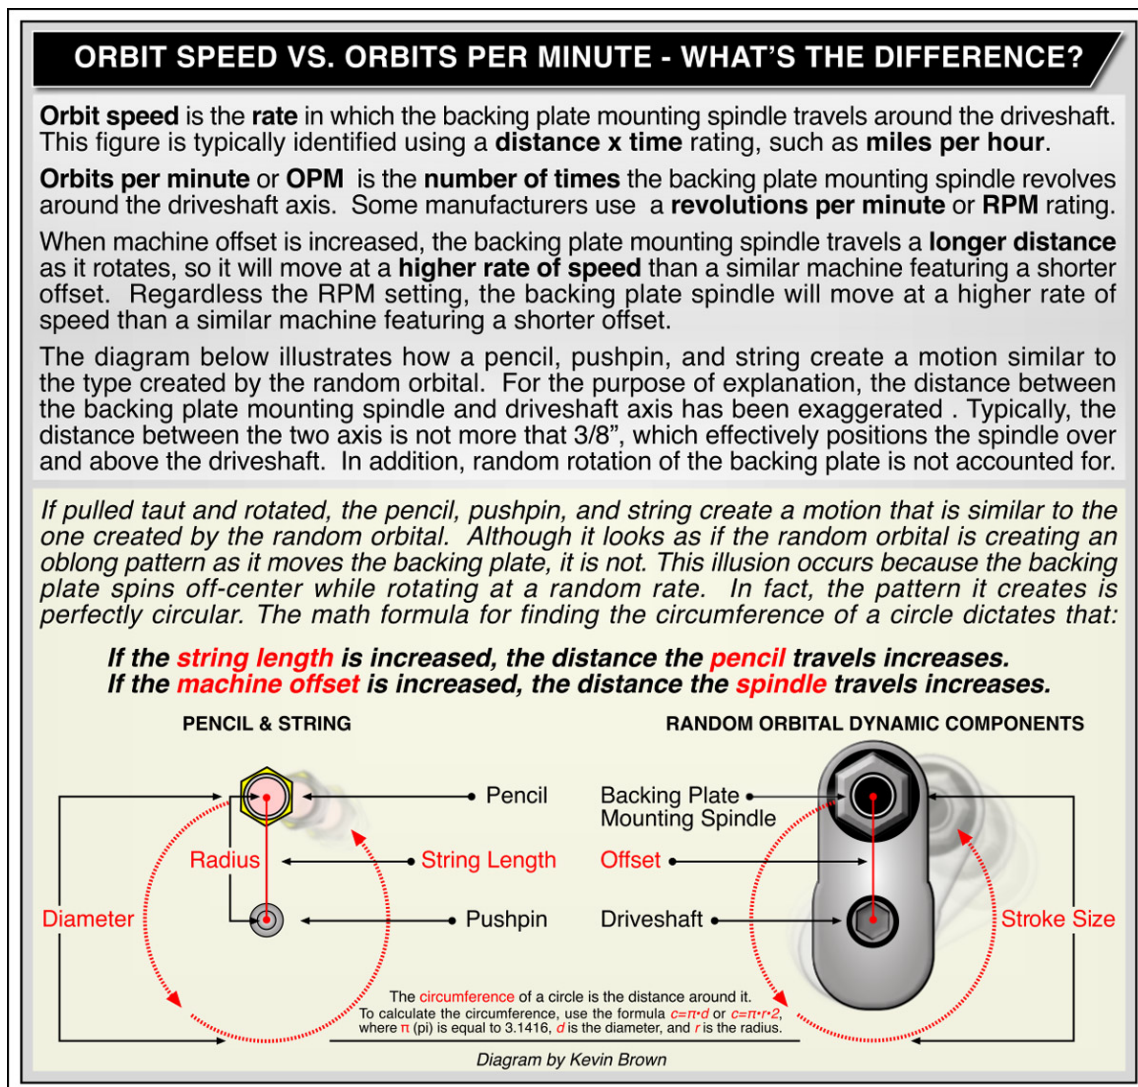 ORBIT SPEED VS. ORBITS PER MINUTE - WHAT'S THE DIFFERENCE?
Orbit speed is the rate in which the backing plate mounting spindle travels around the driveshaft.
This figure is typically identified using a distance x time rating, such as miles per hour.
Orbits per minute or OPM is the number of times the backing plate mounting spindle revolves
around the driveshaft axis. Some manufacturers use a revolutions per minute or RPM rating.
When machine offset is increased, the backing plate mounting spindle travels a longer distance
as it rotates, so it will move at a higher rate of speed than a similar machine featuring a shorter
offset. Regardless the RPM setting, the backing plate spindle will move at a higher rate of
speed than a similar machine featuring a shorter offset.
The diagram below illustrates how a pencil, pushpin, and string create a motion similar to
the type created by the random orbital. For the purpose of explanation, the distance between
the backing plate mounting spindle and driveshaft axis has been exaggerated . Typically, the
distance between the two axis is not more that 3/8”, which effectively positions the spindle over
and above the driveshaft. In addition, random rotation of the backing plate is not accounted for.
If pulled taut and rotated, the pencil, pushpin, and string create a motion that is similar to the
one created by the random orbital. Although it looks as if the random orbital is creating an
oblong pattern as it moves the backing plate, it is not. This illusion occurs because the backing
plate spins off-center while rotating at a random rate. In fact, the pattern it creates is
perfectly circular. The math formula for finding the circumference of a circle dictates that:
If the string length is increased, the distance the pencil travels increases.
If the machine offset is increased, the distance the spindle travels increases.
PENCIL & STRING
Pencil
Radius
String Length
Diameter
Pushpin
RANDOM ORBITAL DYNAMIC COMPONENTS
Backing Plate
Mounting Spindle
Offset
Driveshaft
Stroke Size
The circumference of a circle is the distance around it.
To calculate the circumference, use the formula c=π•d or c=π•r•2,
where π (pi) is equal to 3.1416, d is the diameter, and r is the radius.
Diagram by Kevin Brown